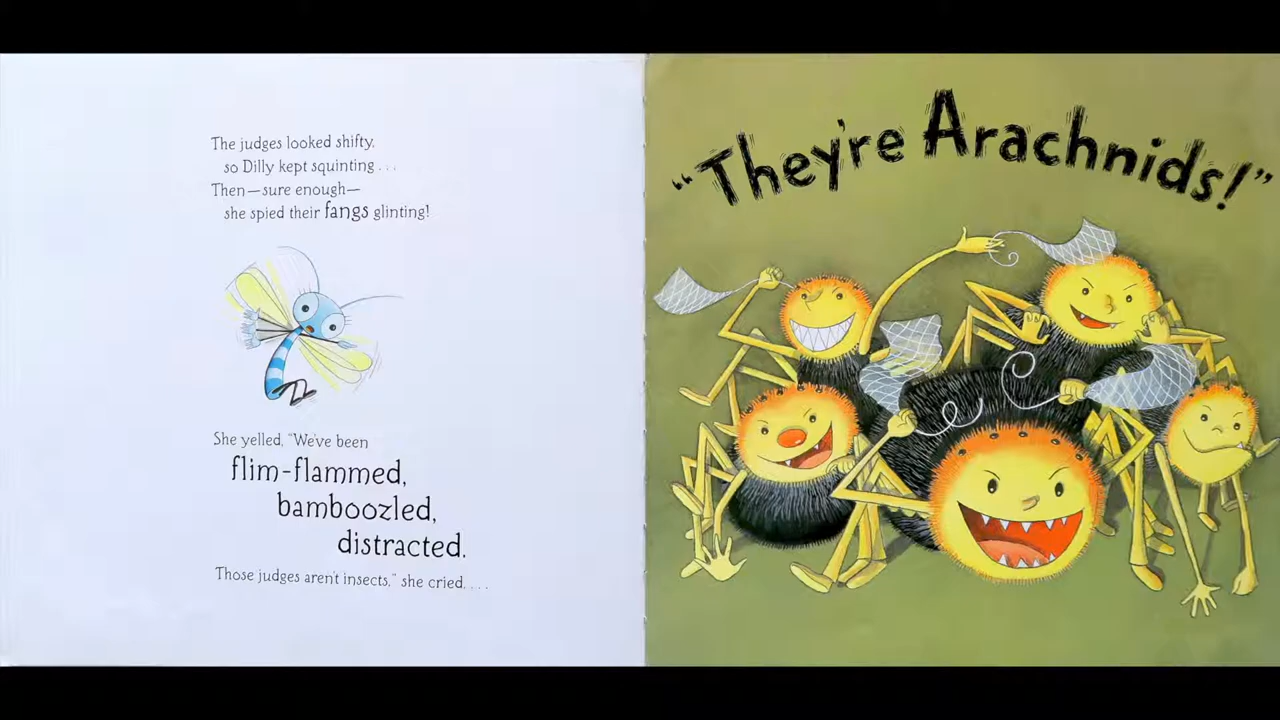 The judges looked shifty,
so Dilly kept squinting . . .
Then—sure enough—
she spied their fangs glinting!
She yelled, "We've been
flim-flammed,
bamboozled,
distracted.
Those judges aren't insects," she cried. . . .
"They're Arachnids!"